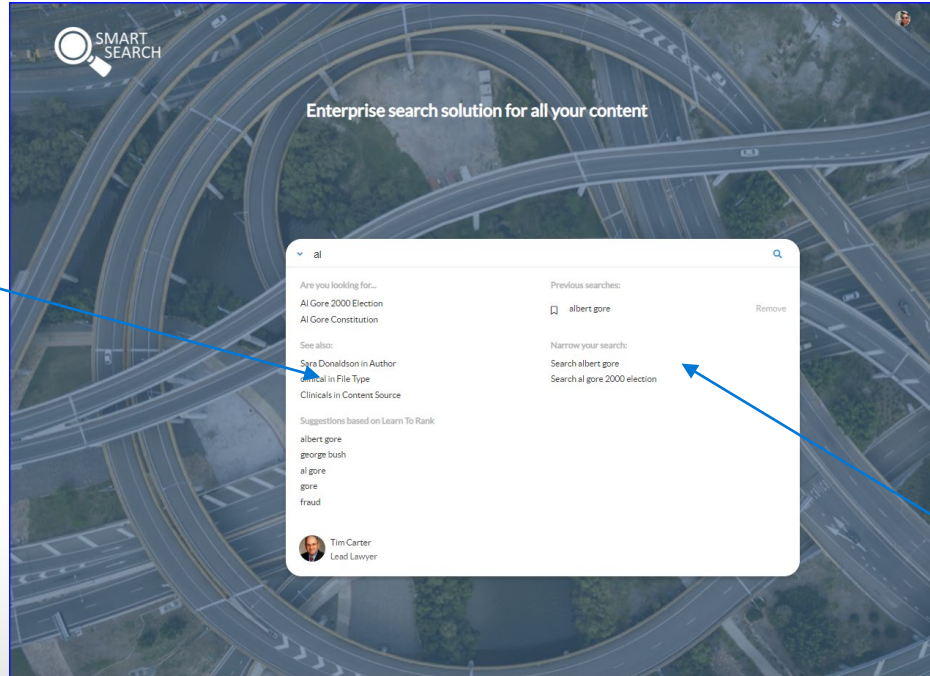 SMART
SEARCH
Enterprise search solution for all your content
al
Are you looking for...
Al Gore 2000 Election
Al Gore Constitution
See also:
Sara Donaldson in Author
clinical in File Type
Clinicals in Content Source
Suggestions based on Learn To Rank
albert gore
george bush
al gore
gore
fraud
Tim Carter
Lead Lawyer
Previous searches:
albert gore
Remove
Narrow your search:
Search albert gore
Search al gore 2000 election